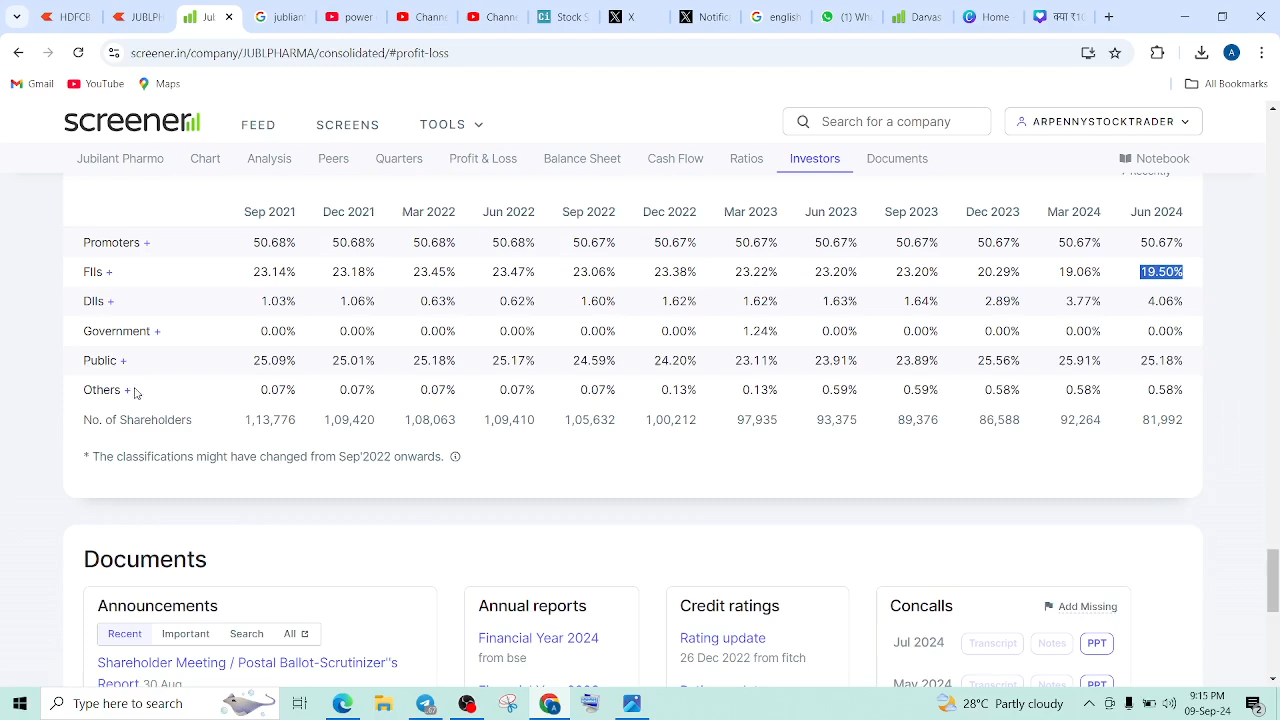 Jub
Gujarat
HDFC
power
Conce
Channe
Stock S
X
Notific
english
(1) Wha
Darvas
Home
screener.in/company/JUBLPHARMA/consolidated/#profit-loss
Gmail YouTube Maps All Bookmarks
screener FEED SCREENS TOOLS Search for a company ARPENNYSTOCKTRADER
Jubilant Pharmo Chart Analysis Peers Quarters Profit & Loss Balance Sheet Cash Flow Ratios Investors Documents Notebook
Recently
Sep 2021 Dec 2021 Mar 2022 Jun 2022 Sep 2022 Dec 2022 Mar 2023 Jun 2023 Sep 2023 Dec 2023 Mar 2024 Jun 2024
Promoters + 50.68% 50.68% 50.68% 50.68% 50.67% 50.67% 50.67% 50.67% 50.67% 50.67% 50.67% 50.67%
FIIs + 23.14% 23.18% 23.45% 23.47% 23.06% 23.38% 23.22% 23.20% 23.20% 20.29% 19.06% 19.50%
DIIs + 1.03% 1.06% 0.63% 0.62% 1.60% 1.62% 1.62% 1.63% 1.64% 2.89% 3.77% 4.06%
Government + 0.00% 0.00% 0.00% 0.00% 0.00% 0.00% 1.24% 0.00% 0.00% 0.00% 0.00% 0.00%
Public + 25.09% 25.01% 25.18% 25.17% 24.59% 24.20% 23.11% 23.91% 23.89% 25.56% 25.91% 25.18%
Others + 0.07% 0.07% 0.07% 0.07% 0.07% 0.13% 0.13% 0.59% 0.59% 0.58% 0.58% 0.58%
No. of Shareholders 1,13,776 1,09,420 1,08,063 1,09,410 1,05,632 1,00,212 97,935 93,375 89,376 86,588 92,264 81,992
* The classifications might have changed from Sep'2022 onwards.
Documents
Announcements Annual reports Credit ratings Concalls Add Missing
Recent Important Search All
Financial Year 2024 Rating update Jul 2024 Transcript Notes PPT
from bse 26 Dec 2022 from fitch
Shareholder Meeting / Postal Ballot-Scrutinizer"s
Report 30 Aug
May 2024 Transcript Notes PPT
Type here to search 28°C Partly cloudy 9:15 PM
09-Sep-24